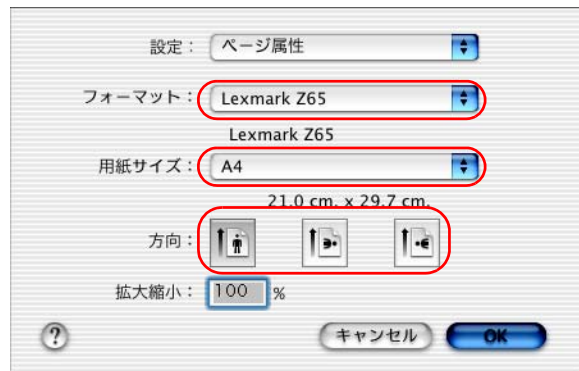 設定： ページ属性
フォーマット： Lexmark Z65
Lexmark Z65
用紙サイズ： A4
21.0 cm. x 29.7 cm.
方向：
拡大縮小： 100 %
? キャンセル OK